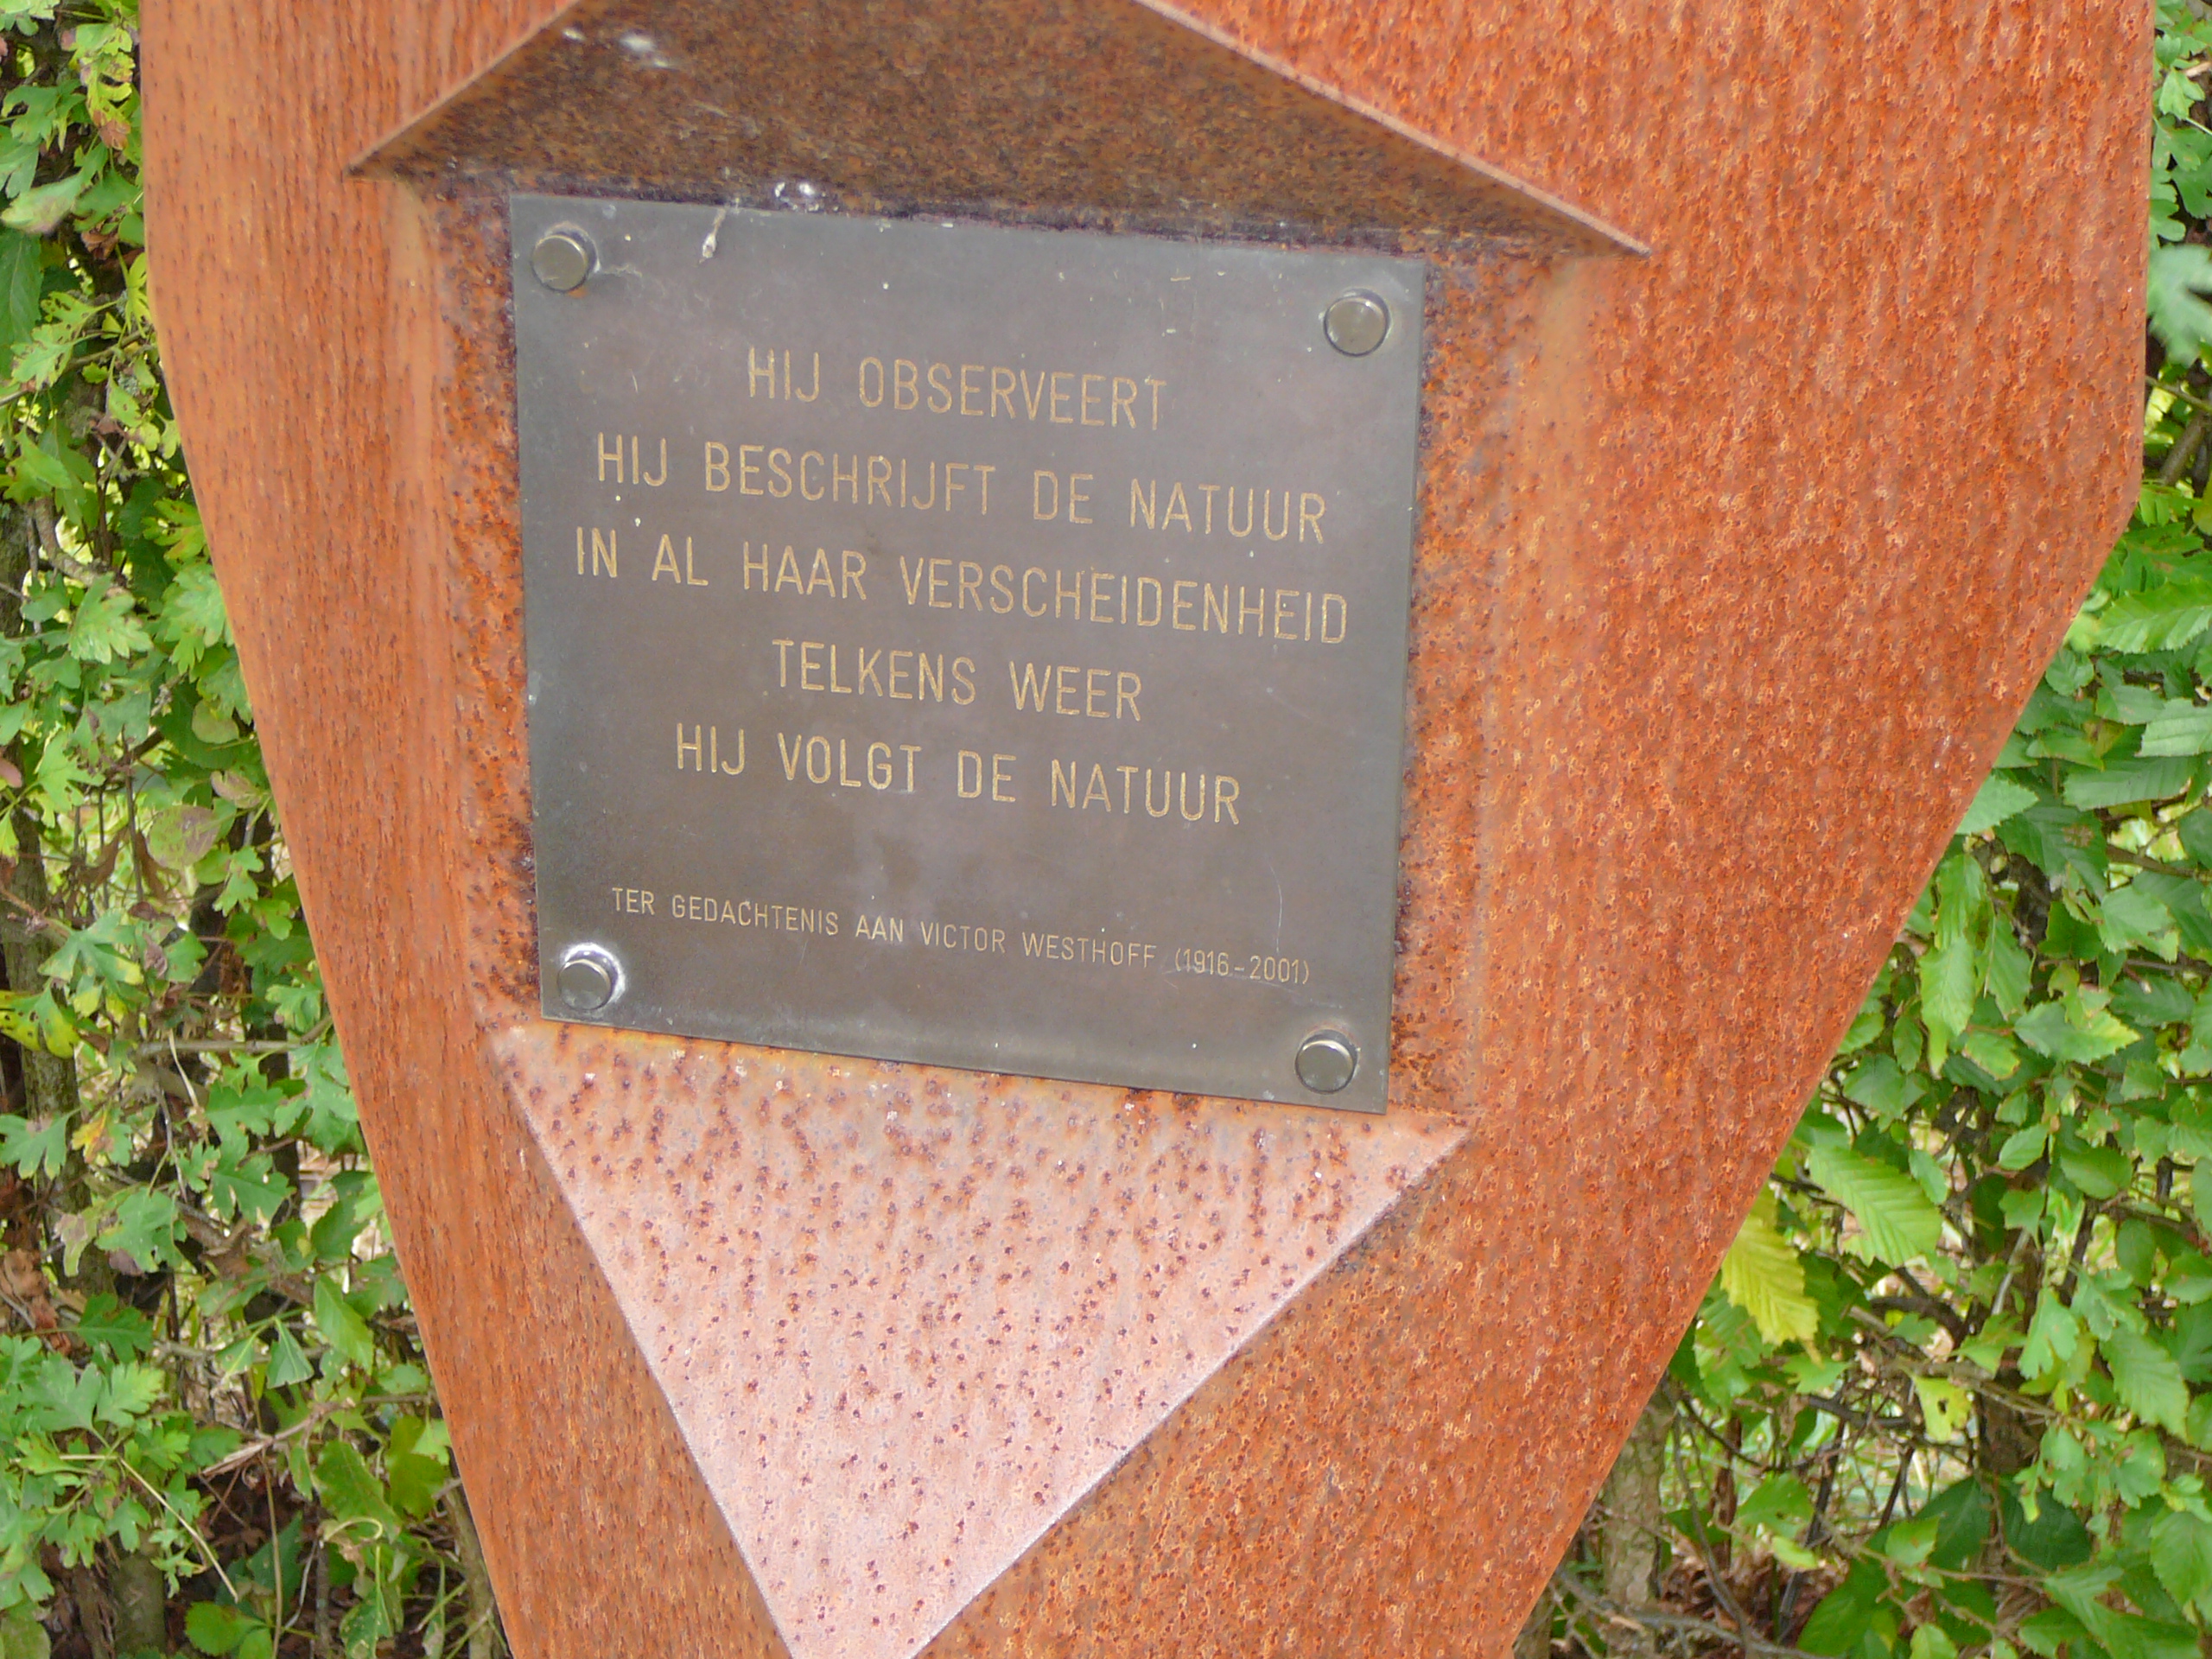 HIJ OBSERVEERT
HIJ BESCHRIJFT DE NATUUR
IN AL HAAR VERSCHEIDENHEID
TELKENS WEER
HIJ VOLGT DE NATUUR
TER GEDACHTENIS AAN VICTOR WESTHOFF (1916-2001)